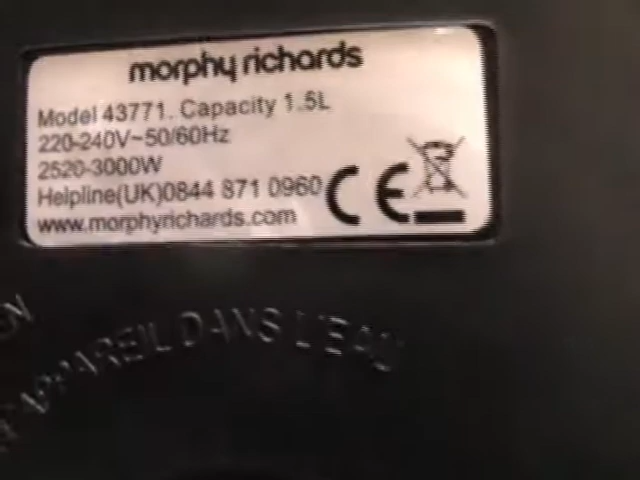 morphy richards
Model 43771. Capacity 1.5L
220-240V~50/60Hz
2520-3000W
Helpline(UK)0844 871 0960
www.morphyrichards.com
CE
EN
APPAREIL DANS L'EAU